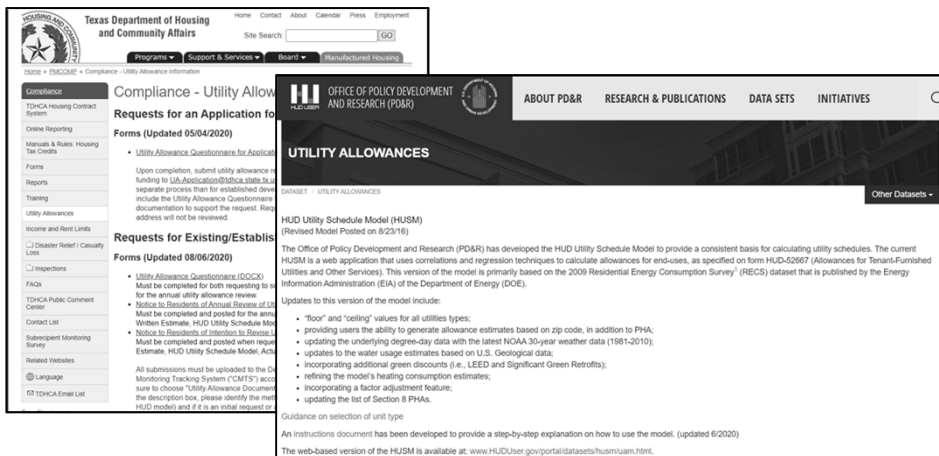 Texas Department of Housing
and Community Affairs
Home Contact About Calendar Press Employment
Site Search: GO
Programs Support & Services Board Manufactured Housing
Home » PMCOMP » Compliance - Utility Allowance Information
Compliance
TDHCA Housing Contract
System
Online Reporting
Manuals & Rules: Housing
Tax Credits
Forms
Reports
Training
Utility Allowances
Income and Rent Limits
Disaster Relief / Casualty
Loss
Inspections
FAQs
TDHCA Public Comment
Center
Contact List
Subrecipient Monitoring
Survey
Related Websites
Language
TDHCA Email List
Compliance - Utility Allow
Requests for an Application fo
Forms (Updated 05/04/2020)
• Utility Allowance Questionnaire for Applicati
Upon completion, submit utility allowance re
funding to UA-Application@tdhca.state.tx.u
separate process than for established deve
include the Utility Allowance Questionnaire
documentation to support the request. Requ
address will not be reviewed.
Requests for Existing/Establis
Forms (Updated 08/06/2020)
• Utility Allowance Questionnaire (DOCX)
Must be completed for both requesting to sw
for the annual utility allowance review.
• Notice to Residents of Annual Review of Uti
Must be completed and posted for the annu
Written Estimate, HUD Utility Schedule Mod
• Notice to Residents of Intention to Revise U
Must be completed and posted when reque
Estimate, HUD Utility Schedule Model, Actu
All submissions must be uploaded to the De
Monitoring Tracking System ("CMTS") acco
sure to choose "Utility Allowance Document
the description box, please identify the meth
HUD model) and if it is an initial request or a
HUD USER
OFFICE OF POLICY DEVELOPMENT
AND RESEARCH (PD&R)
ABOUT PD&R RESEARCH & PUBLICATIONS DATA SETS INITIATIVES
UTILITY ALLOWANCES
DATASET / UTILITY ALLOWANCES
Other Datasets
HUD Utility Schedule Model (HUSM)
(Revised Model Posted on 8/23/16)
The Office of Policy Development and Research (PD&R) has developed the HUD Utility Schedule Model to provide a consistent basis for calculating utility schedules. The current
HUSM is a web application that uses correlations and regression techniques to calculate allowances for end-uses, as specified on form HUD-52667 (Allowances for Tenant-Furnished
Utilities and Other Services). This version of the model is primarily based on the 2009 Residential Energy Consumption Survey¹ (RECS) dataset that is published by the Energy
Information Administration (EIA) of the Department of Energy (DOE).
Updates to this version of the model include:
• "floor" and "ceiling" values for all utilities types;
• providing users the ability to generate allowance estimates based on zip code, in addition to PHA;
• updating the underlying degree-day data with the latest NOAA 30-year weather data (1981-2010);
• updates to the water usage estimates based on U.S. Geological data;
• incorporating additional green discounts (i.e., LEED and Significant Green Retrofits);
• refining the model's heating consumption estimates;
• incorporating a factor adjustment feature;
• updating the list of Section 8 PHAs.
Guidance on selection of unit type
An instructions document has been developed to provide a step-by-step explanation on how to use the model. (updated 6/2020)
The web-based version of the HUSM is available at: www.HUDUser.gov/portal/datasets/husm/uam.html.